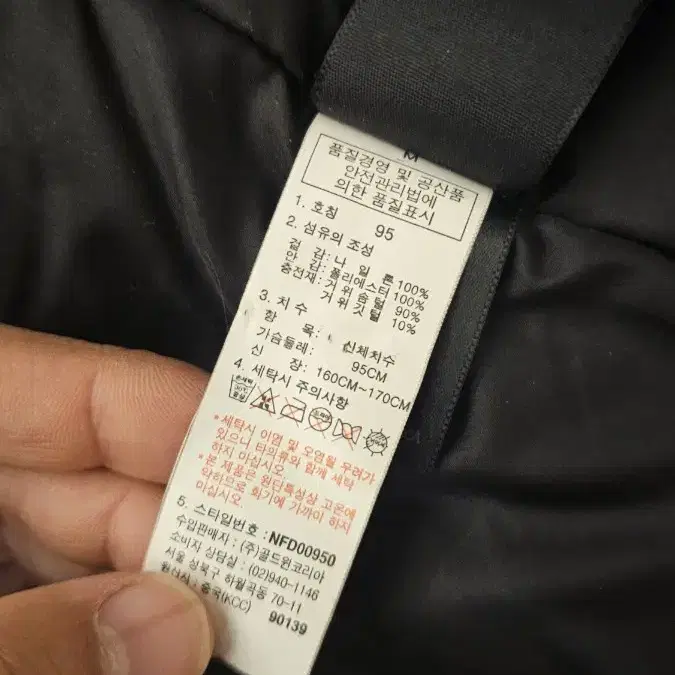 M
품질경영 및 공산품
안전관리법에
의한 품질표시
1. 호칭 95
2. 섬유의 조성
겉 감: 나 일 론 100%
안 감: 폴리에스터 100%
충전재: 거위솜털 90%
거위깃털 10%
3. 치수
항 목: 신체치수
가슴둘레: 95CM
신 장: 160CM~170CM
4. 세탁시 주의사항
*세탁시 이염 및 오염될 우려가
있으니 타의류와 함께 세탁
하지 마십시오.
*본 제품은 원단특성상 고온에
약하므로 화기에 가까이 하지
마십시오.
5. 스타일번호 : NFD00950
수입판매자 : (주)골드윈코리아
소비자 상담실 : (02)940-1146
서울 성북구 하월곡동 70-11
원산지 : 중국(KCC)
90139